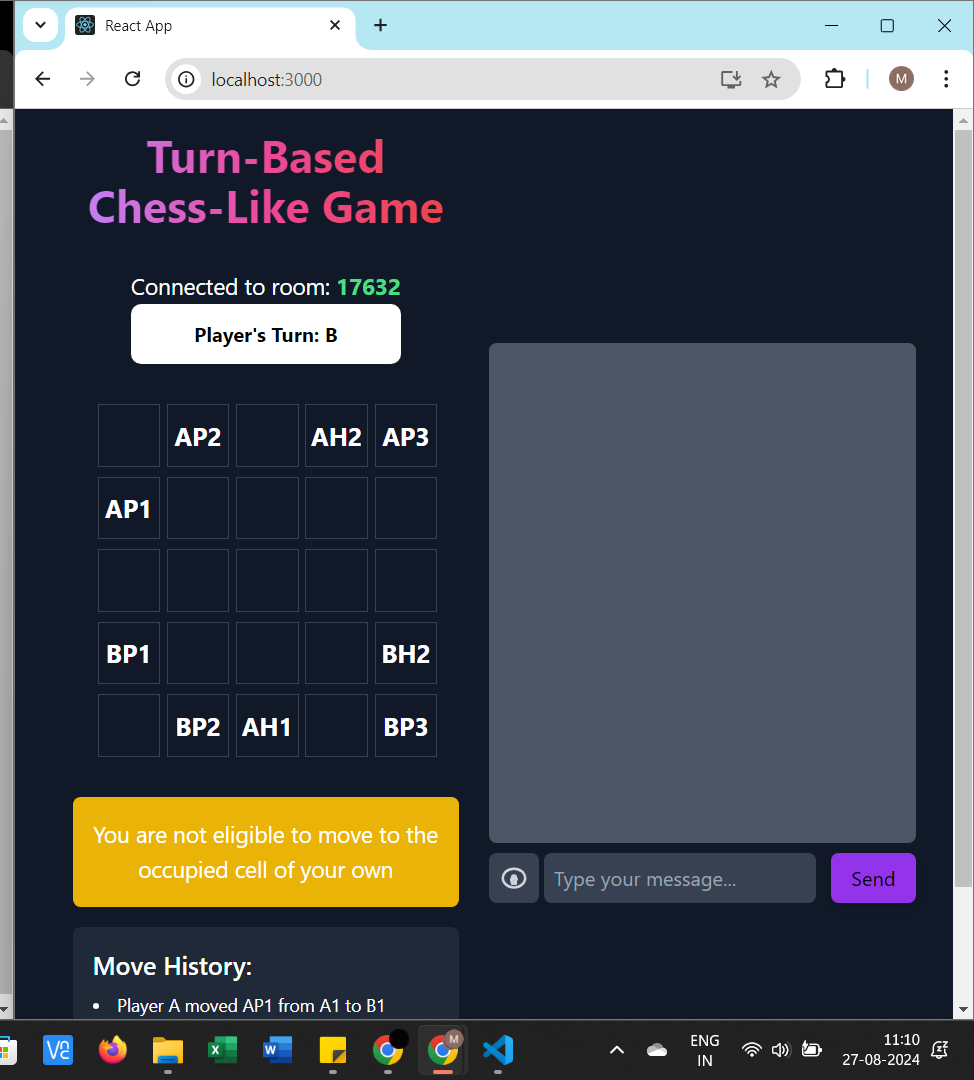 React App
localhost:3000
M
Turn-Based
Chess-Like Game
Connected to room: 17632
Player's Turn: B
AP2 AH2 AP3
AP1
BP1 BH2
BP2 AH1 BP3
You are not eligible to move to the
occupied cell of your own
Type your message...
Send
Move History:
Player A moved AP1 from A1 to B1
M
ENG
IN
11:10
27-08-2024